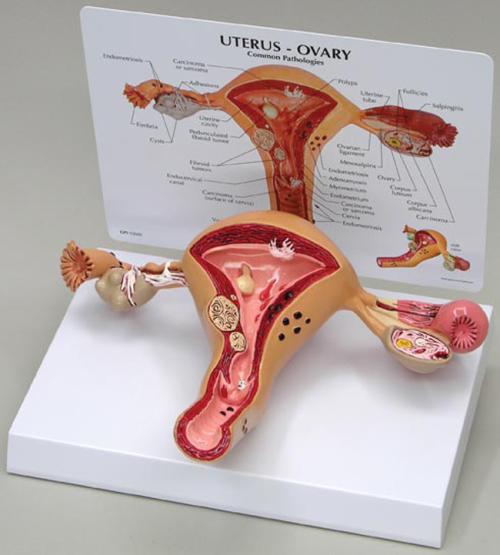 UTERUS - OVARY
Common Pathologies
Endometriosis
Carcinoma
or sarcoma
Adhesions
Polyps
Uterine
tube
Follicles
Salpingitis
Fimbria
Cysts
Uterine
cavity
Pedunculated
fibroid tumor
Fibroid
tumors
Endocervical
canal
Carcinoma
(squamous of cervix)
Ovarian
ligament
Mesosalpinx
Endometriosis
Adenomyosis
Myometrium
Endometrium
Carcinoma
or sarcoma
Cervix
Endometriosis
Ovary
Corpus
luteum
Corpus
albicans
Carcinoma